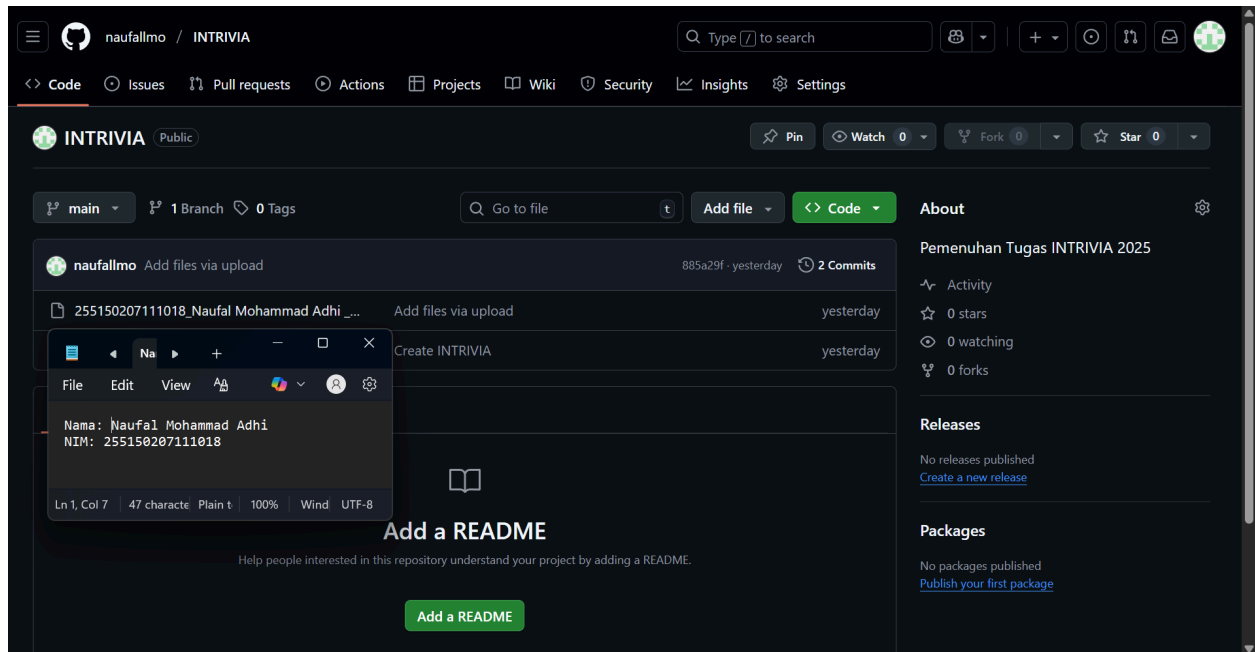 naufallmo / INTRIVIA
Type / to search
Code Issues Pull requests Actions Projects Wiki Security Insights Settings
INTRIVIA Public
Pin Watch 0 Fork 0 Star 0
main 1 Branch 0 Tags
Go to file t
Add file Code
naufallmo Add files via upload 885a29f · yesterday 2 Commits
255150207111018_Naufal Mohammad Adhi _... Add files via upload yesterday
Create INTRIVIA yesterday
Na
File Edit View
Nama: Naufal Mohammad Adhi
NIM: 255150207111018
Ln 1, Col 7 47 characte Plain t 100% Wind UTF-8
Add a README
Help people interested in this repository understand your project by adding a README.
Add a README
About
Pemenuhan Tugas INTRIVIA 2025
Activity
0 stars
0 watching
0 forks
Releases
No releases published
Create a new release
Packages
No packages published
Publish your first package